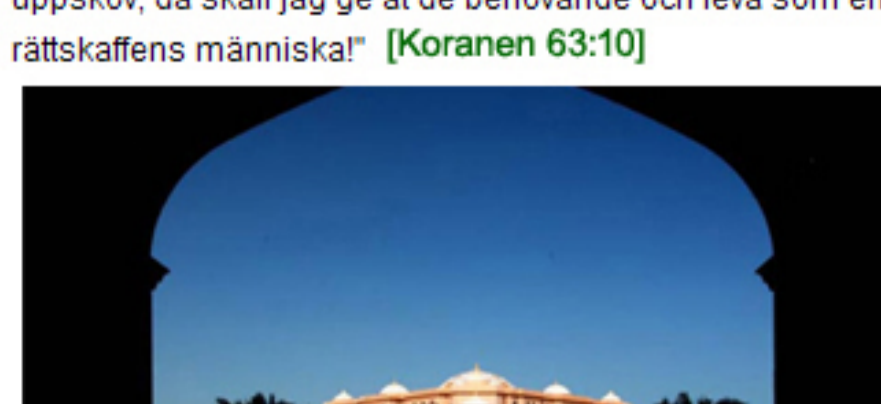 uppskov, då skall jag ge åt de behövande och leva som en
rättskaffens människa!" [Koranen 63:10]